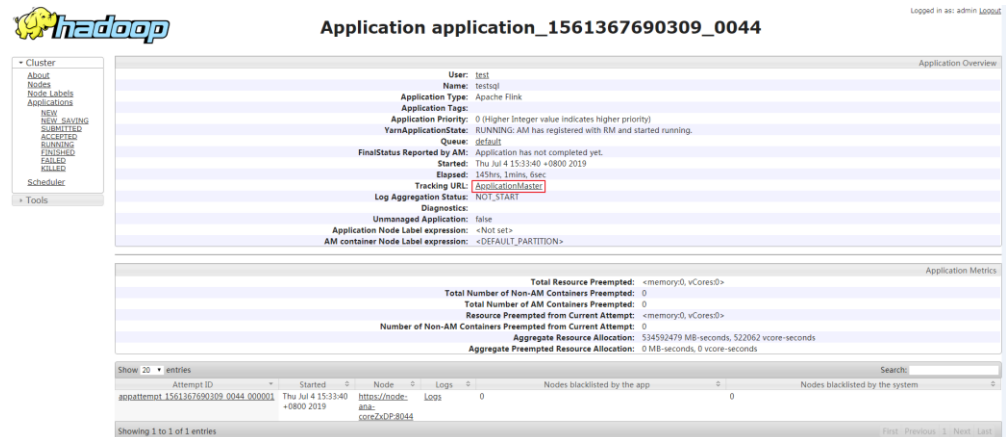 Logged in as: admin Logout
hadoop
Application application_1561367690309_0044
Cluster
About
Nodes
Node Labels
Applications
NEW
NEW_SAVING
SUBMITTED
ACCEPTED
RUNNING
FINISHED
FAILED
KILLED
Scheduler
Tools
Application Overview
User: test
Name: testsql
Application Type: Apache Flink
Application Tags:
Application Priority: 0 (Higher Integer value indicates higher priority)
YarnApplicationState: RUNNING: AM has registered with RM and started running.
Queue: default
FinalStatus Reported by AM: Application has not completed yet.
Started: Thu Jul 4 15:33:40 +0800 2019
Elapsed: 145hrs, 1mins, 6sec
Tracking URL: ApplicationMaster
Log Aggregation Status: NOT_START
Diagnostics:
Unmanaged Application: false
Application Node Label expression: <Not set>
AM container Node Label expression: <DEFAULT_PARTITION>
Application Metrics
Total Resource Preempted: <memory:0, vCores:0>
Total Number of Non-AM Containers Preempted: 0
Total Number of AM Containers Preempted: 0
Resource Preempted from Current Attempt: <memory:0, vCores:0>
Number of Non-AM Containers Preempted from Current Attempt: 0
Aggregate Resource Allocation: 534592479 MB-seconds, 522062 vcore-seconds
Aggregate Preempted Resource Allocation: 0 MB-seconds, 0 vcore-seconds
Show 20 entries Search:
Attempt ID Started Node Logs Nodes blacklisted by the app Nodes blacklisted by the system
appattempt_1561367690309_0044_000001 Thu Jul 4 15:33:40 https://node- Logs 0 0
+0800 2019 ana-
coreZxDP:8044
Showing 1 to 1 of 1 entries First Previous 1 Next Last